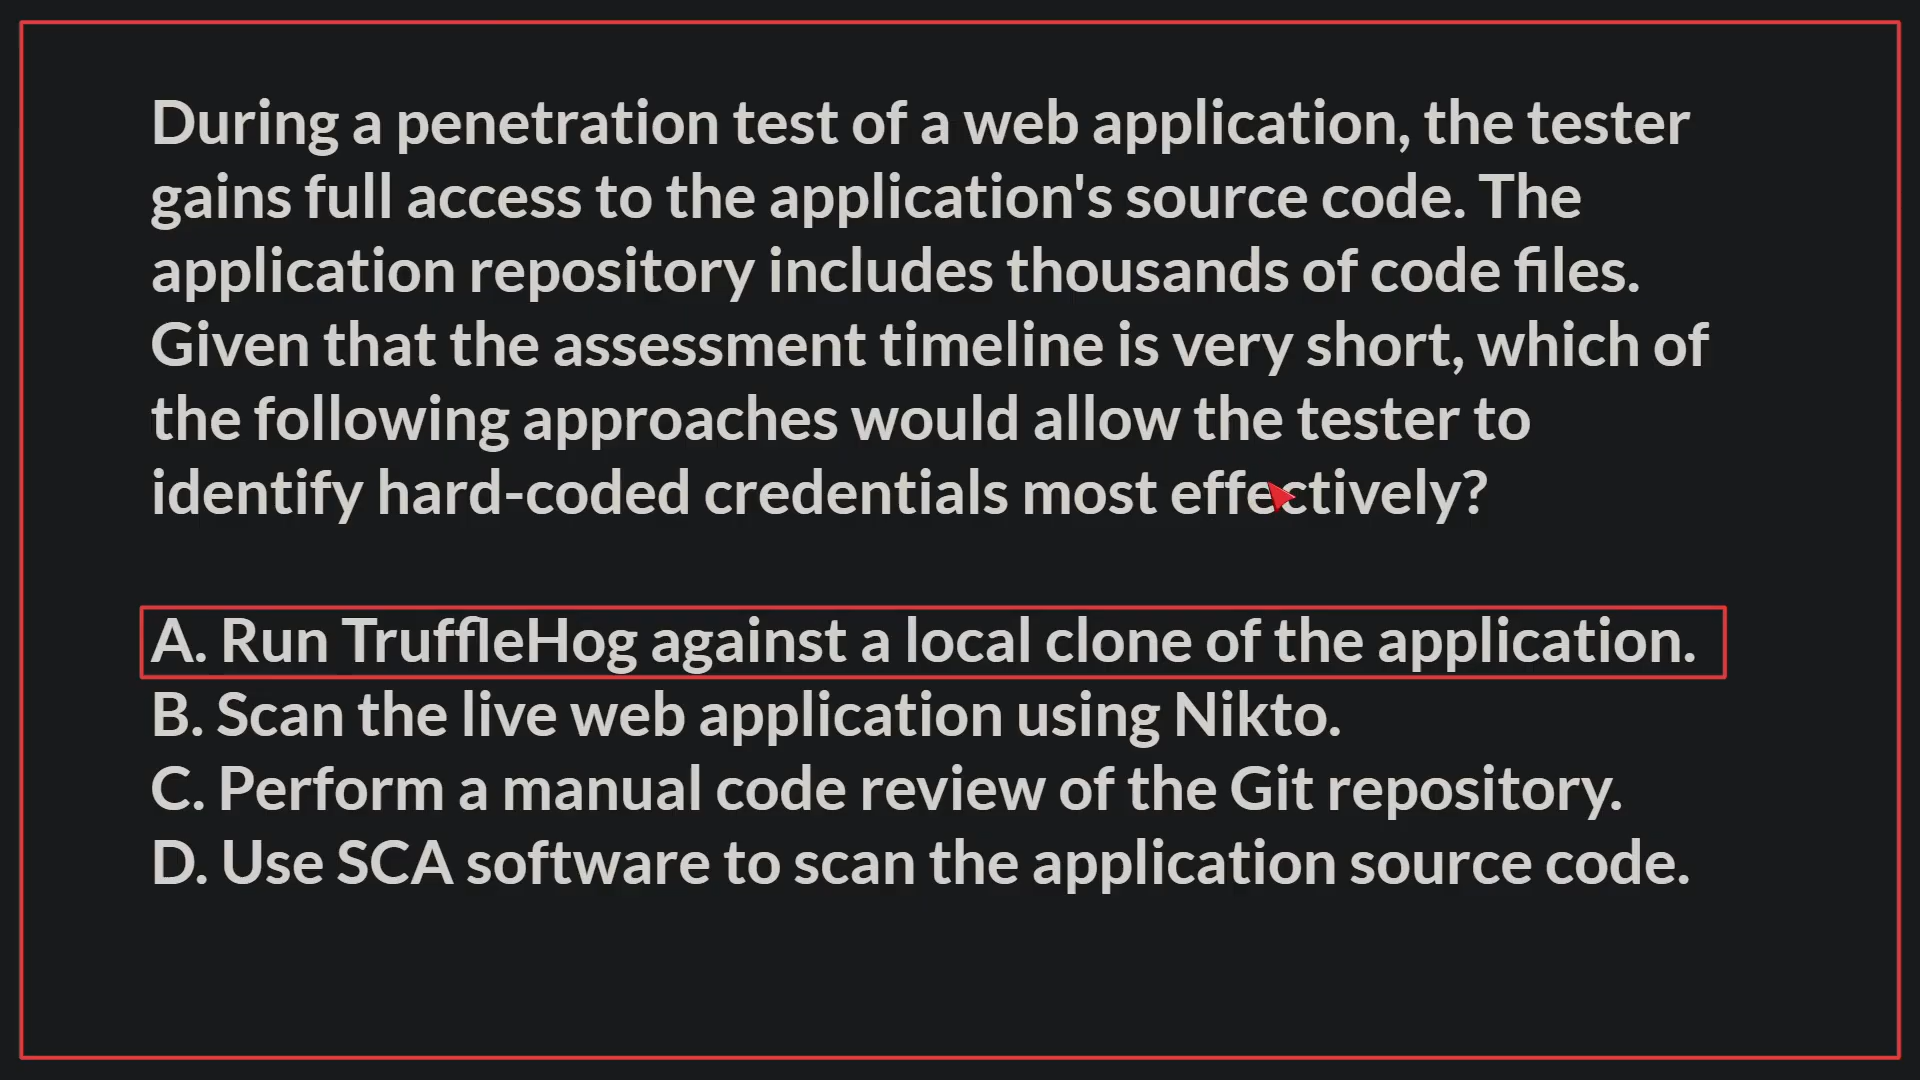 During a penetration test of a web application, the tester
gains full access to the application's source code. The
application repository includes thousands of code files.
Given that the assessment timeline is very short, which of
the following approaches would allow the tester to
identify hard-coded credentials most effectively?
A. Run TruffleHog against a local clone of the application.
B. Scan the live web application using Nikto.
C. Perform a manual code review of the Git repository.
D. Use SCA software to scan the application source code.